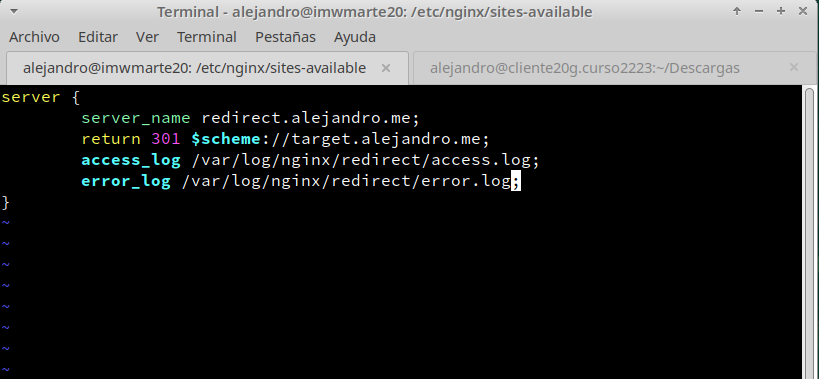 Terminal - alejandro@imwmarte20: /etc/nginx/sites-available
Archivo Editar Ver Terminal Pestañas Ayuda
alejandro@imwmarte20: /etc/nginx/sites-available × alejandro@cliente20g.curso2223:~/Descargas ×
server {
        server_name redirect.alejandro.me;
        return 301 $scheme://target.alejandro.me;
        access_log /var/log/nginx/redirect/access.log;
        error_log /var/log/nginx/redirect/error.log;
}
~
~
~
~
~
~
~
~